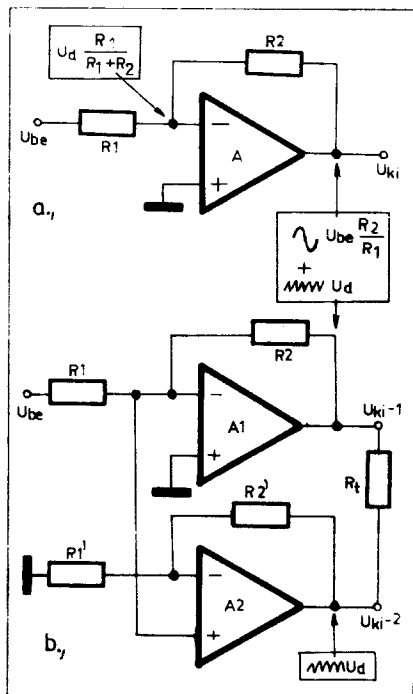 Ud R1
R1+R2
R2
Ube
R1
−
A
+
Uki
a.,
Ube R2
R1
+
Ud
R1
R2
Ube
−
A1
+
Uki-1
Rt
R1'
R2'
−
A2
+
Uki-2
b.,
Ud